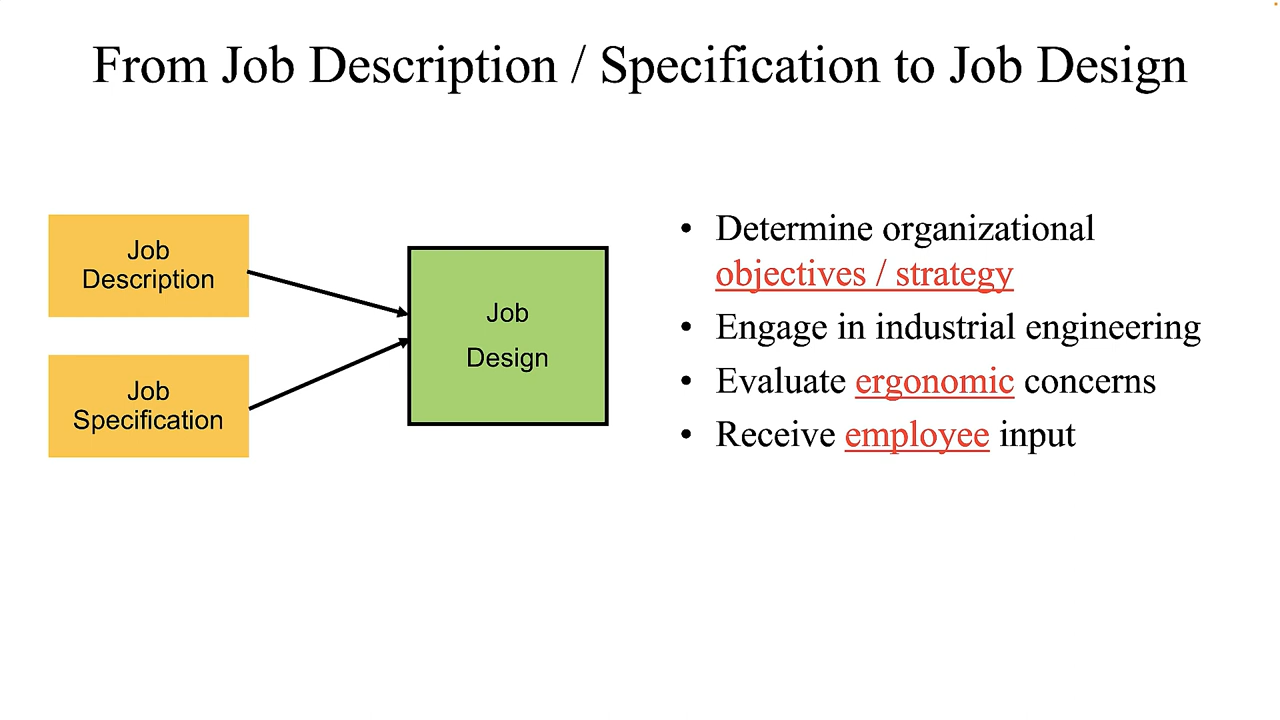 From Job Description / Specification to Job Design
Job
Description
Job
Specification
Job
Design
• Determine organizational
objectives / strategy
• Engage in industrial engineering
• Evaluate ergonomic concerns
• Receive employee input